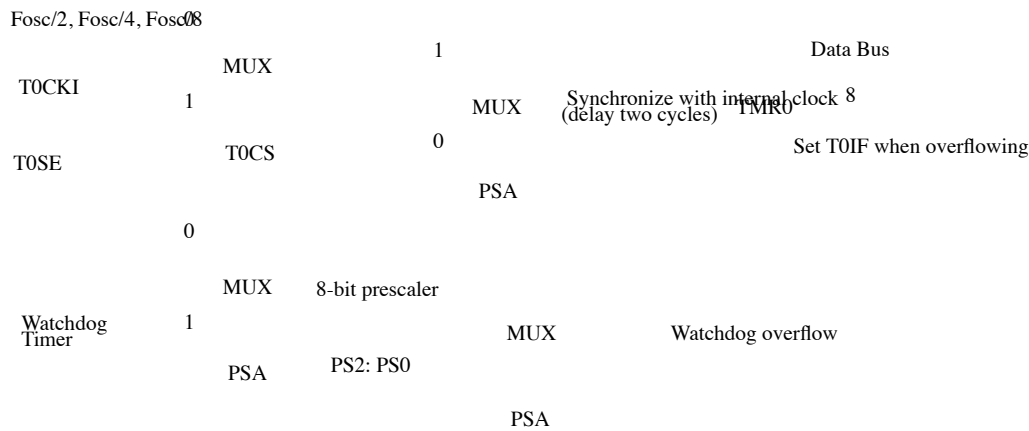 Fosc/2, Fosc/4, Fosc/8
0
1
Data Bus
MUX
T0CKI
1
MUX
Synchronize with internal clock
(delay two cycles)
TMR0
8
0
Set T0IF when overflowing
T0CS
T0SE
PSA
0
MUX
8-bit prescaler
Watchdog
Timer
1
MUX
Watchdog overflow
PSA
PS2: PS0
PSA